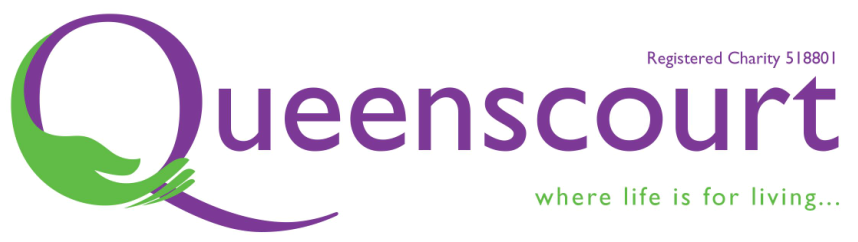 Registered Charity 518801
Queenscourt
where life is for living...